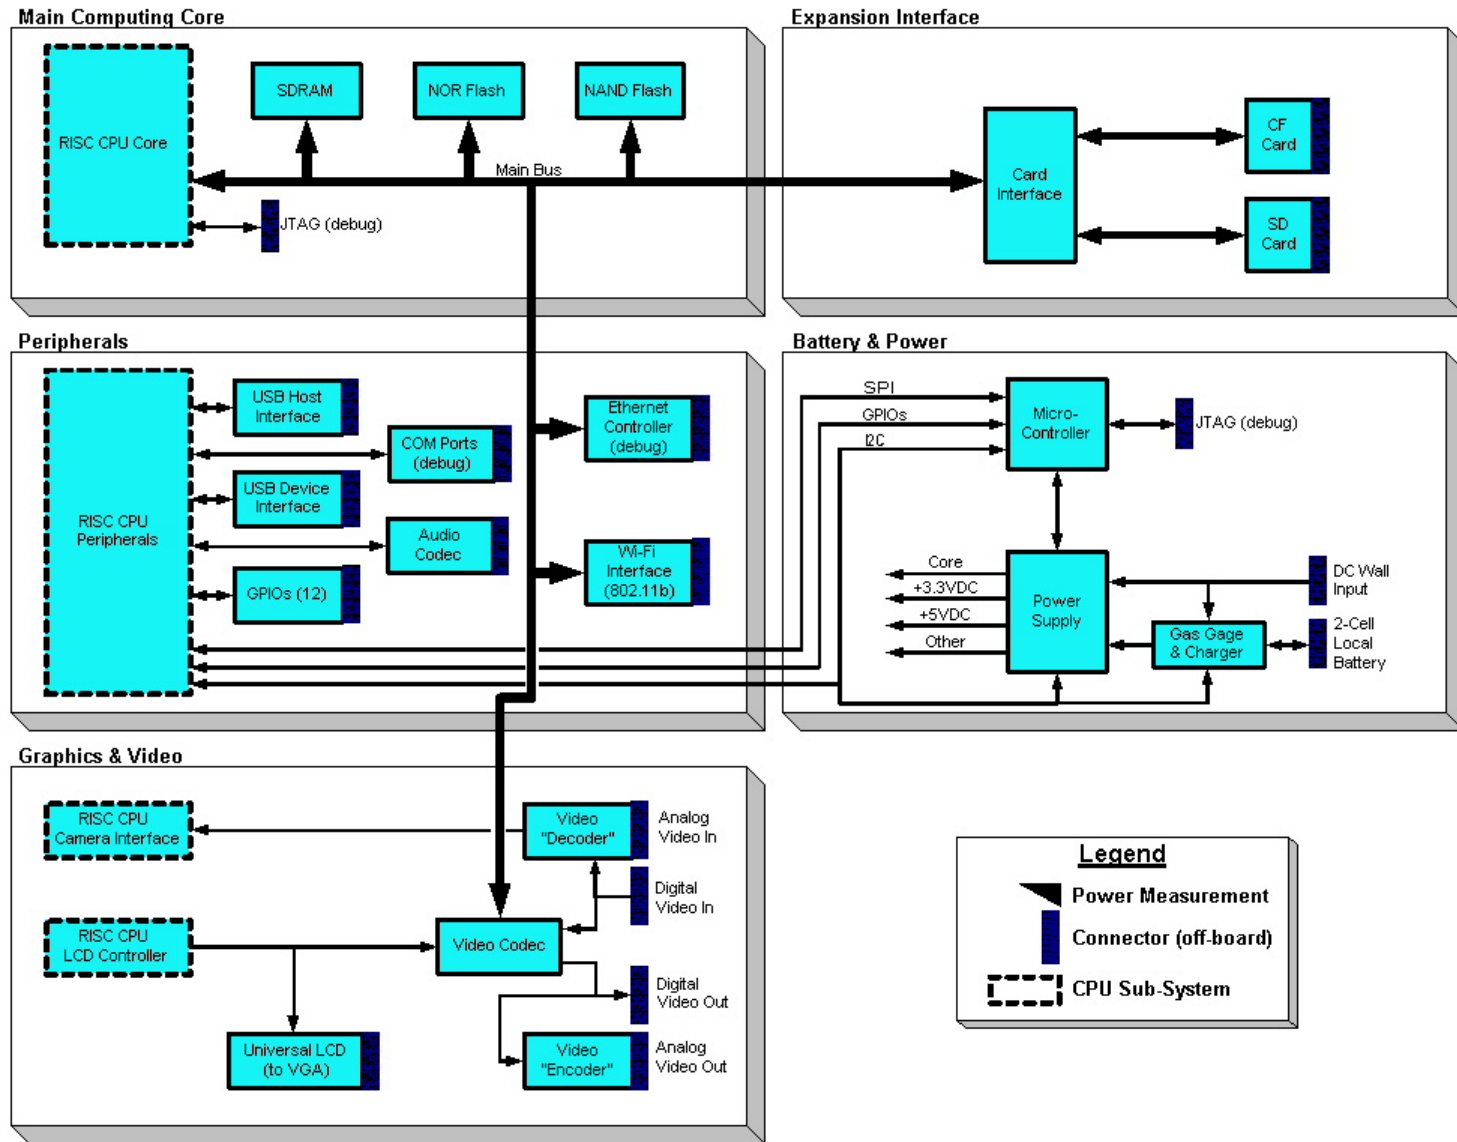 Main Computing Core
RISC CPU Core
SDRAM
NOR Flash
NAND Flash
Main Bus
JTAG (debug)
Expansion Interface
Card
Interface
CF
Card
SD
Card
Peripherals
RISC CPU
Peripherals
USB Host
Interface
COM Ports
(debug)
USB Device
Interface
Audio
Codec
GPIOs (12)
Ethernet
Controller
(debug)
Wi-Fi
Interface
(802.11b)
Battery & Power
SPI
GPIOs
I2C
Micro-
Controller
JTAG (debug)
Core
+3.3VDC
+5VDC
Other
Power
Supply
Gas Gage
& Charger
DC Wall
Input
2-Cell
Local
Battery
Graphics & Video
RISC CPU
Camera Interface
RISC CPU
LCD Controller
Universal LCD
(to VGA)
Video Codec
Video
"Decoder"
Analog
Video In
Digital
Video In
Digital
Video Out
Video
"Encoder"
Analog
Video Out
Legend
Power Measurement
Connector (off-board)
CPU Sub-System